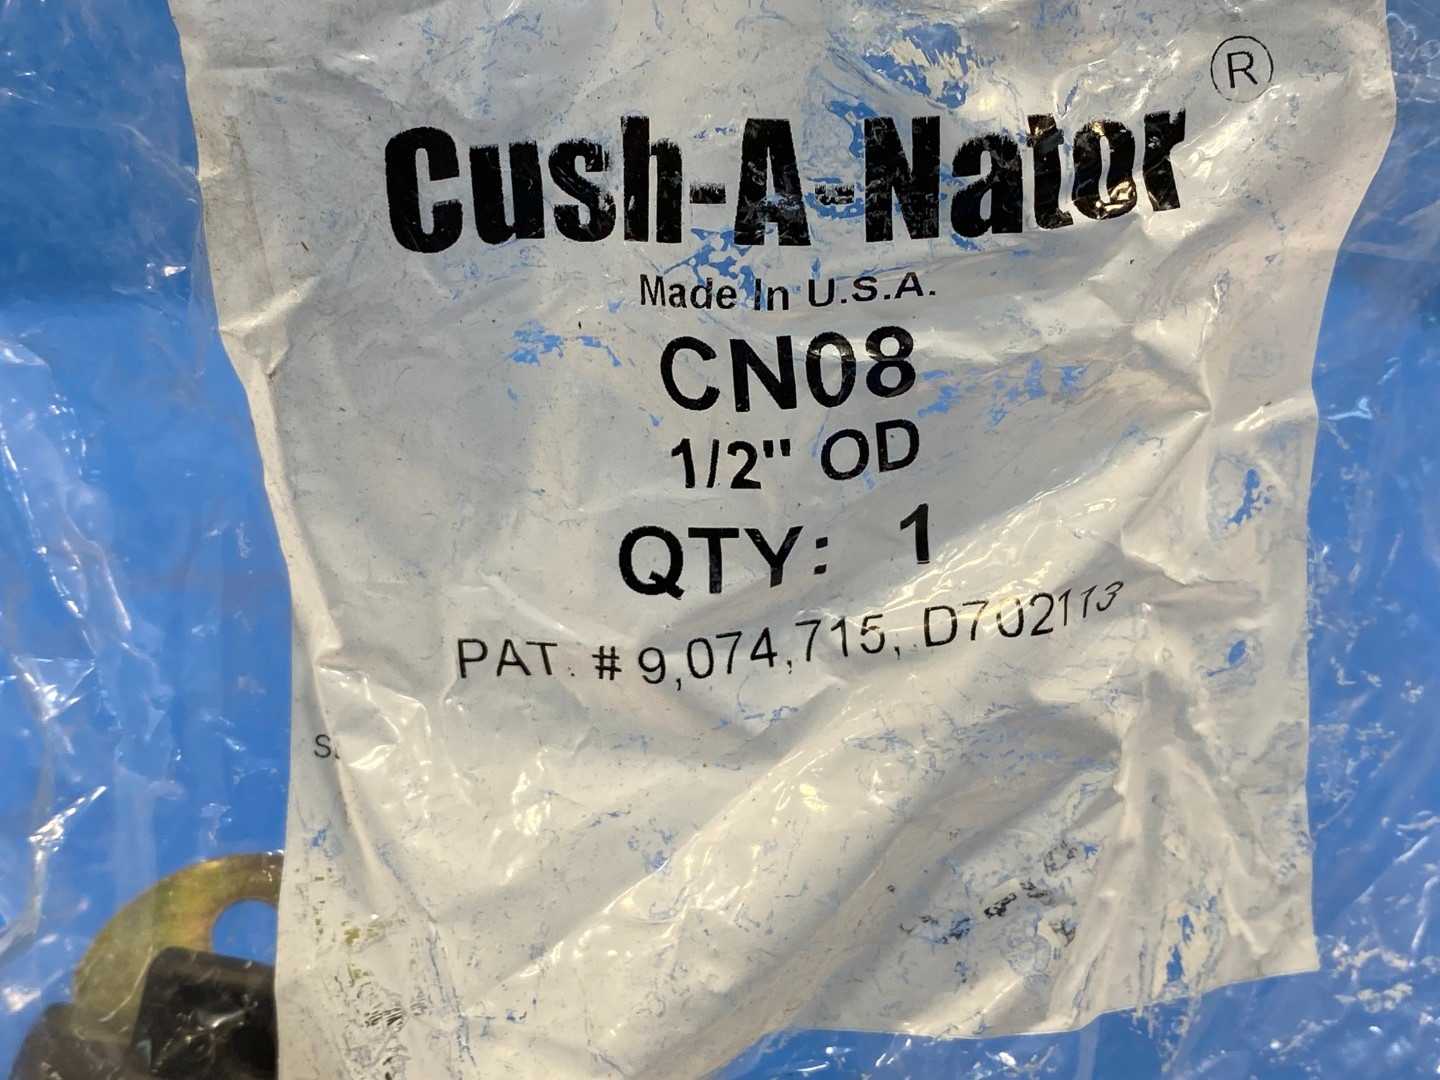 Cush-A-Nator®
Made In U.S.A.
CN08
1/2" OD
QTY: 1
PAT. # 9,074,715, D702113